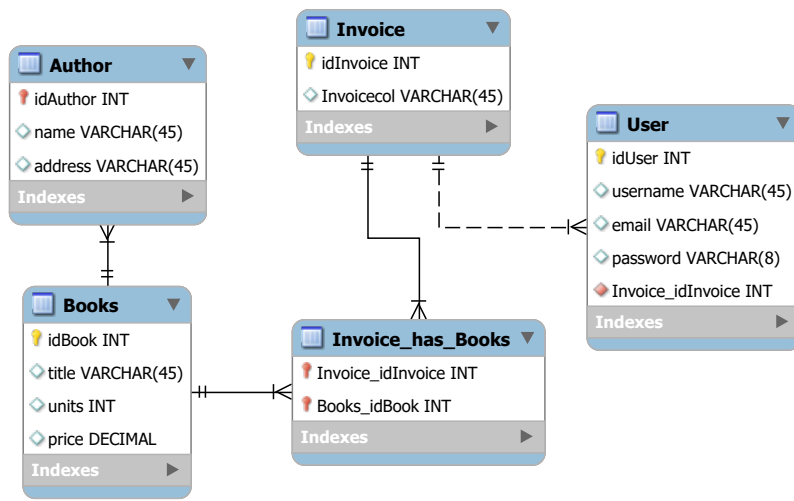 Author
idAuthor INT
name VARCHAR(45)
address VARCHAR(45)
Indexes
Invoice
idInvoice INT
Invoicecol VARCHAR(45)
Indexes
User
idUser INT
username VARCHAR(45)
email VARCHAR(45)
password VARCHAR(8)
Invoice_idInvoice INT
Indexes
Books
idBook INT
title VARCHAR(45)
units INT
price DECIMAL
Indexes
Invoice_has_Books
Invoice_idInvoice INT
Books_idBook INT
Indexes